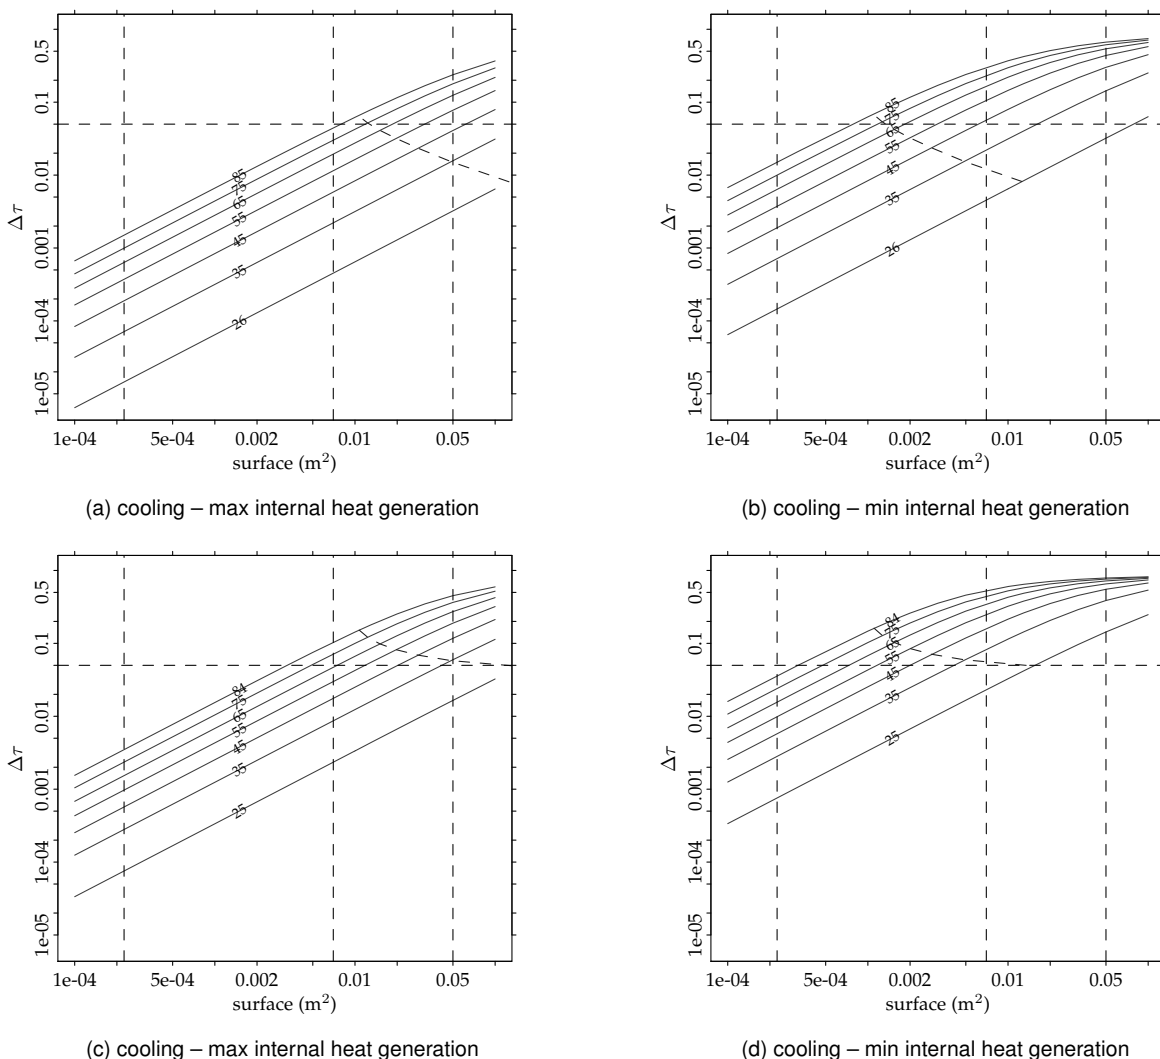 0.5
0.1
0.01
0.001
1e-04
1e-05
Δτ
85
75
65
55
45
35
26
1e-04 5e-04 0.002 0.01 0.05
surface (m²)
(a) cooling – max internal heat generation
0.5
0.1
0.01
0.001
1e-04
1e-05
Δτ
85
75
65
55
45
35
26
1e-04 5e-04 0.002 0.01 0.05
surface (m²)
(b) cooling – min internal heat generation
0.5
0.1
0.01
0.001
1e-04
1e-05
Δτ
84
75
65
55
45
35
25
1e-04 5e-04 0.002 0.01 0.05
surface (m²)
(c) cooling – max internal heat generation
0.5
0.1
0.01
0.001
1e-04
1e-05
Δτ
84
75
65
55
45
35
25
1e-04 5e-04 0.002 0.01 0.05
surface (m²)
(d) cooling – min internal heat generation